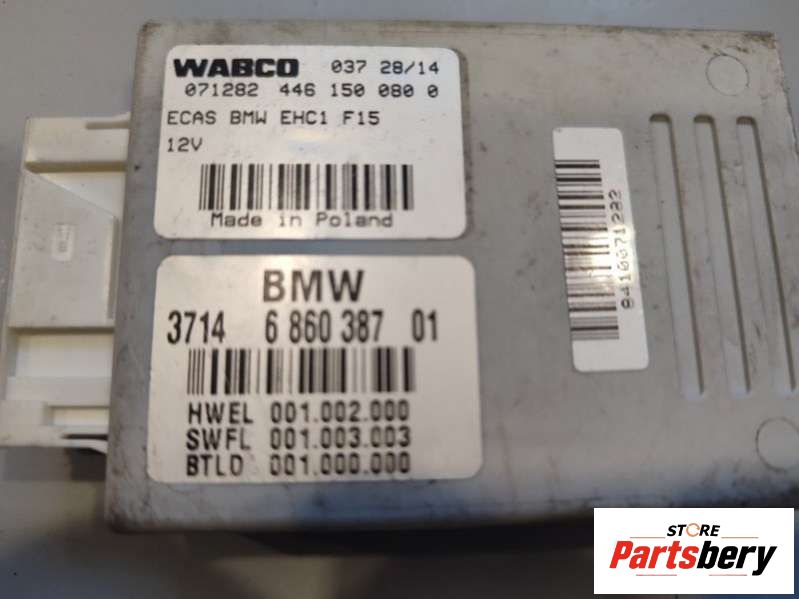 WABCO 037 28/14
071282 446 150 080 0
ECAS BMW EHC1 F15
12V
Made in Poland
BMW
3714 6 860 387 01
HWEL 001.002.000
SWFL 001.003.003
BTLD 001.000.000
8410071282
STORE
Partsbery